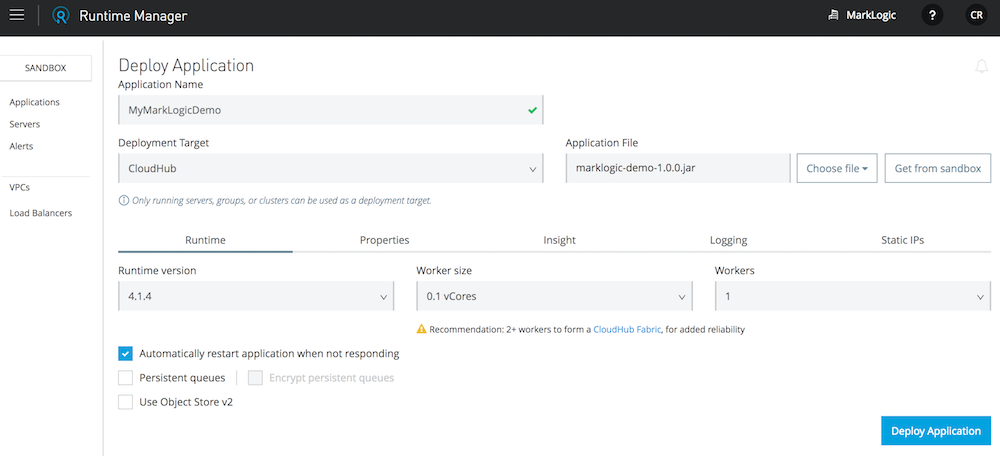 Runtime Manager
MarkLogic
?
CR
SANDBOX
Applications
Servers
Alerts
VPCs
Load Balancers
Deploy Application
Application Name
MyMarkLogicDemo
Deployment Target
Application File
CloudHub
marklogic-demo-1.0.0.jar
Choose file
Get from sandbox
Only running servers, groups, or clusters can be used as a deployment target.
Runtime
Properties
Insight
Logging
Static IPs
Runtime version
Worker size
Workers
4.1.4
0.1 vCores
1
Recommendation: 2+ workers to form a CloudHub Fabric, for added reliability
Automatically restart application when not responding
Persistent queues
Encrypt persistent queues
Use Object Store v2
Deploy Application